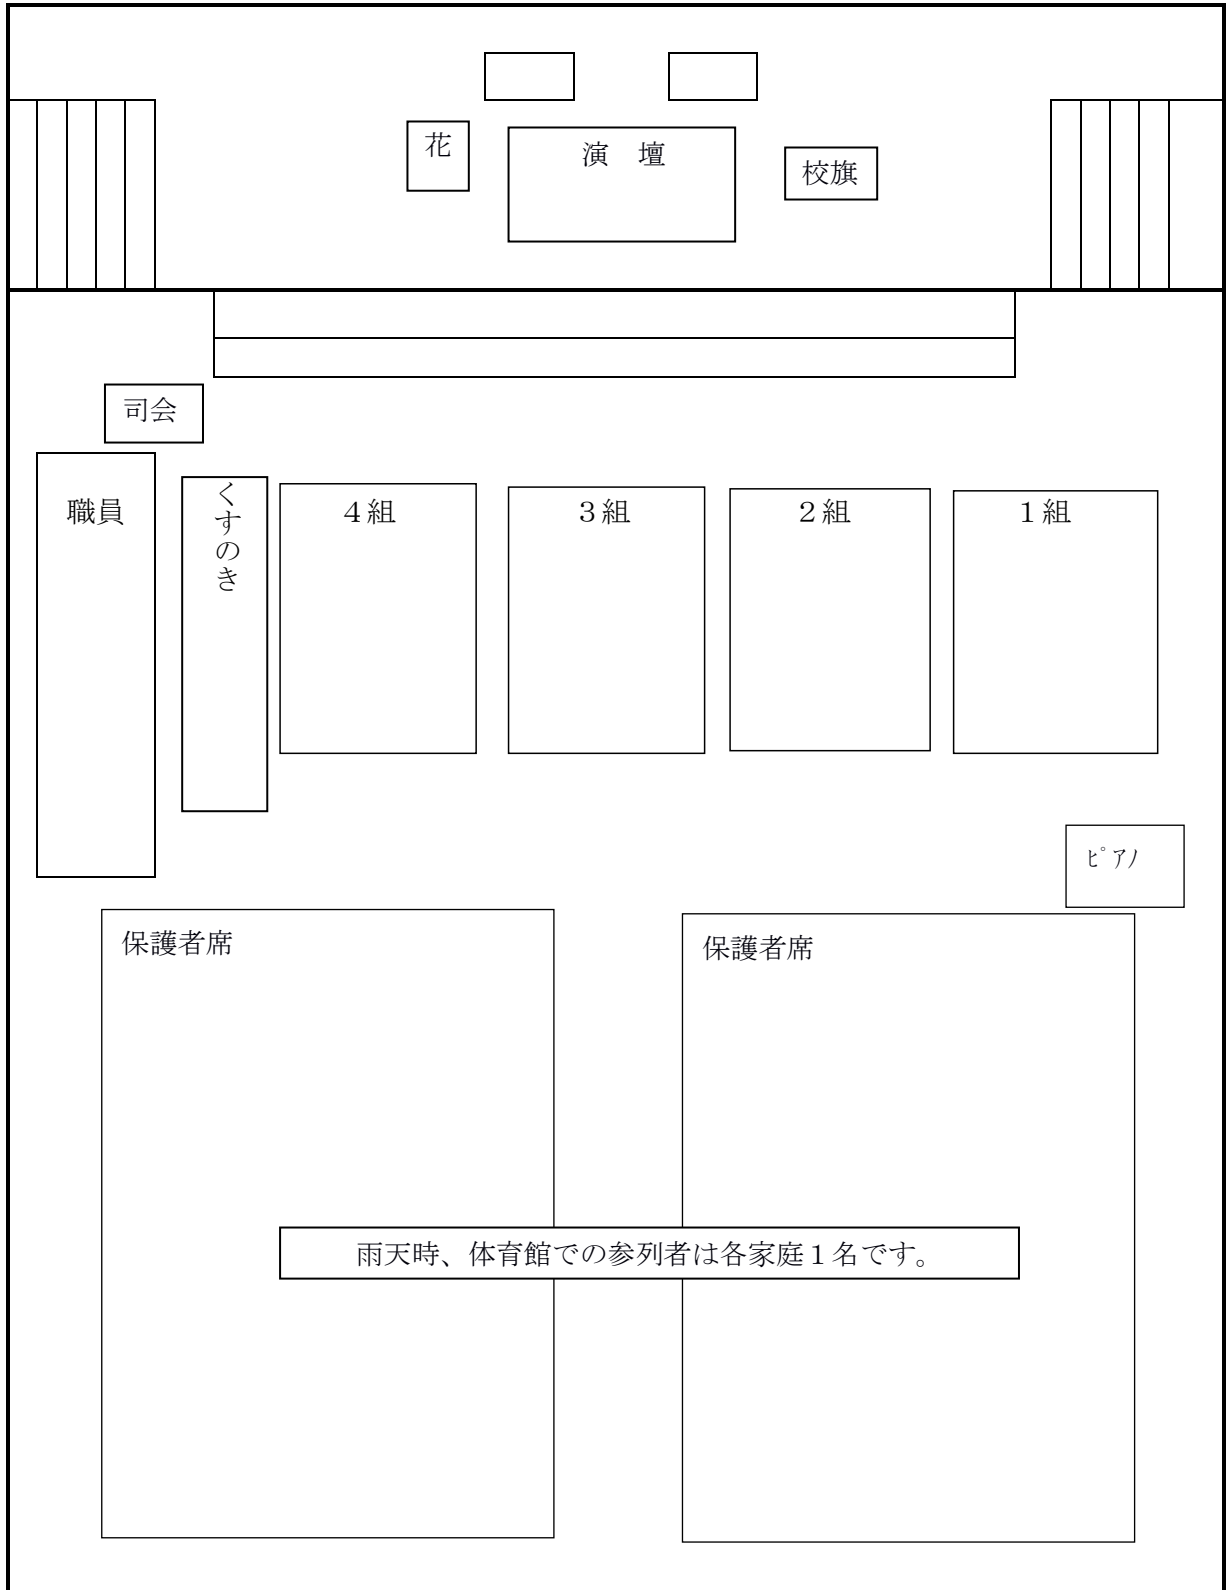 花
演　壇
校旗
司会
職員
くすのき
４組
３組
２組
１組
ﾋﾟｱﾉ
保護者席
保護者席
雨天時、体育館での参列者は各家庭１名です。